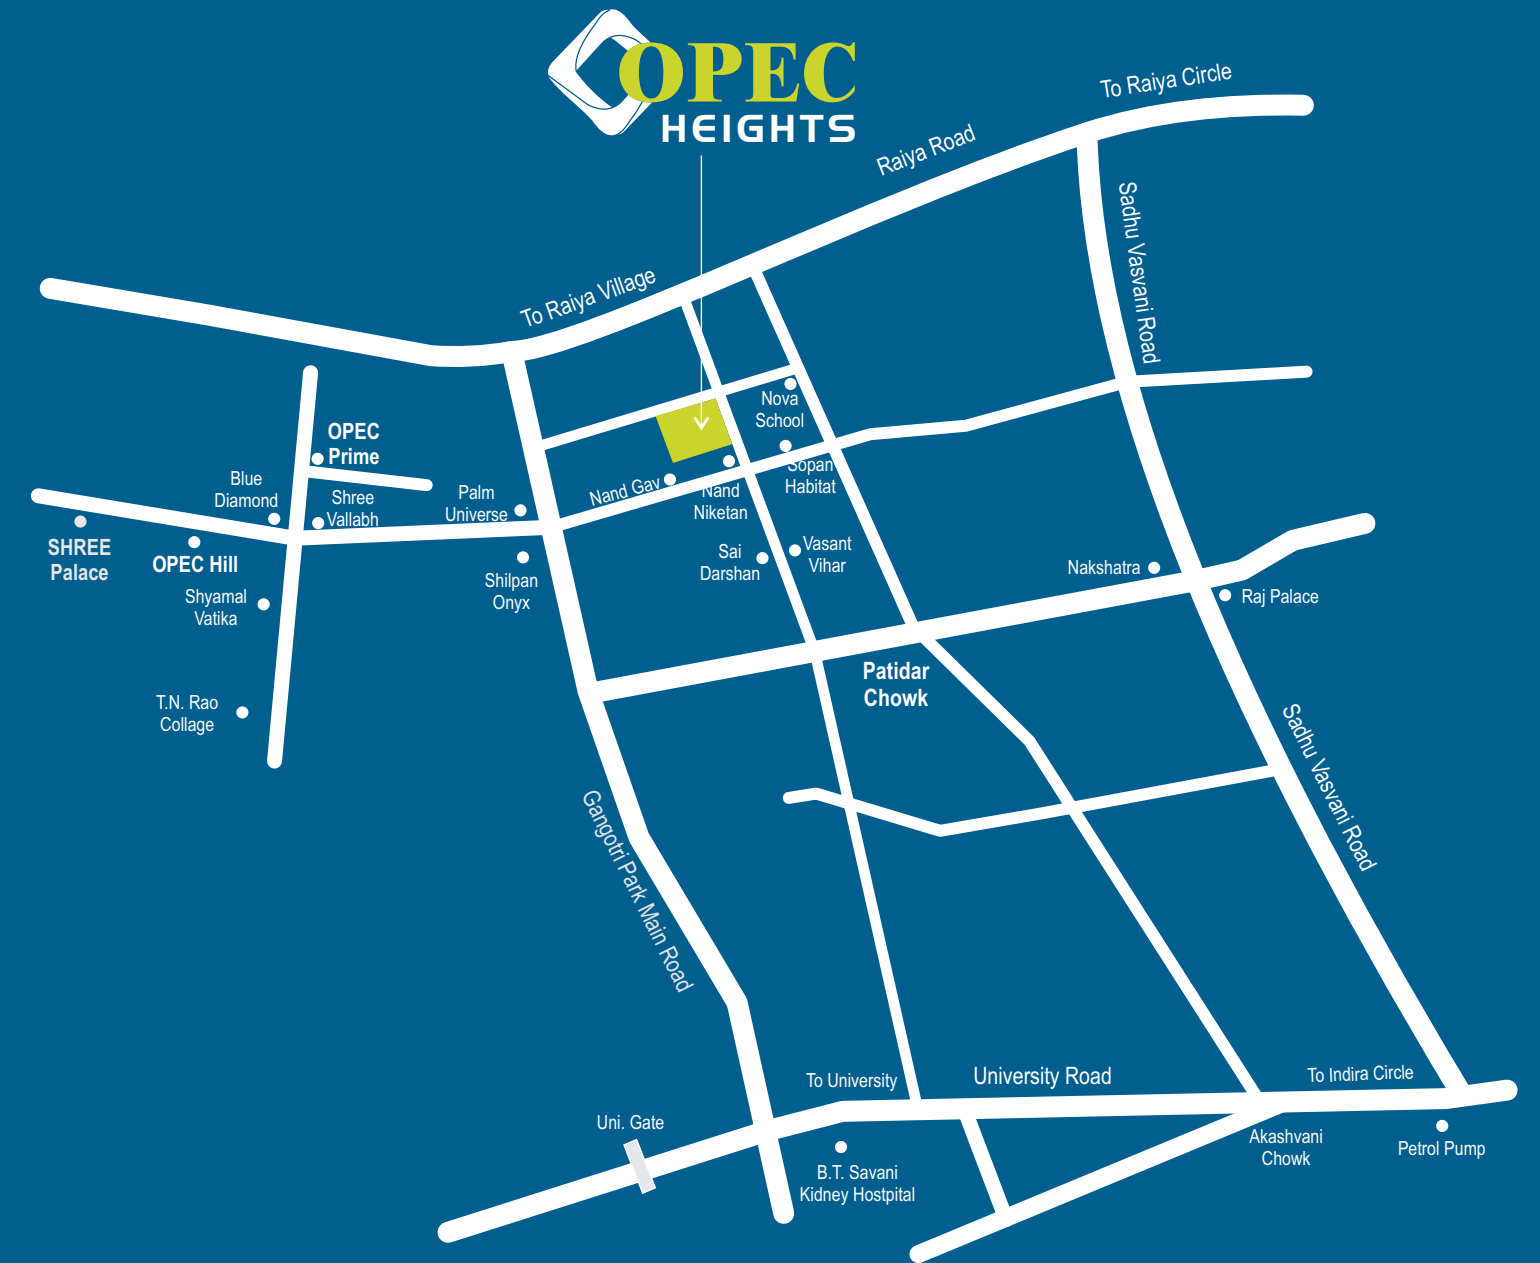 OPEC
HEIGHTS
To Raiya Circle
Raiya Road
Sadhu Vasvani Road
To Raiya Village
Nova
School
OPEC
Prime
Blue
Diamond
Shree
Vallabh
Palm
Universe
Nand Gav
Nand
Niketan
Sopan
Habitat
SHREE
Palace
OPEC Hill
Shyamal
Vatika
Shilpan
Onyx
Sai
Darshan
Vasant
Vihar
Nakshatra
Raj Palace
T.N. Rao
Collage
Patidar
Chowk
Sadhu Vasvani Road
Gangotri Park Main Road
To University
University Road
To Indira Circle
Uni. Gate
Akashvani
Chowk
Petrol Pump
B.T. Savani
Kidney Hostpital